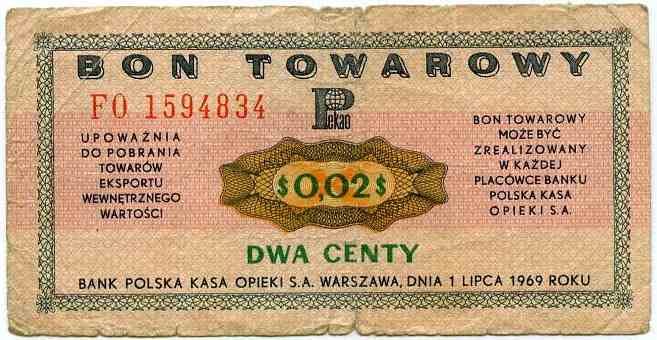 BON TOWAROWY
FO 1594834
Pekao
UPOWAŻNIA
DO POBRANIA
TOWARÓW
EKSPORTU
WEWNĘTRZNEGO
WARTOŚCI
$0,02$
BON TOWAROWY
MOŻE BYĆ
ZREALIZOWANY
W KAŻDEJ
PLACÓWCE BANKU
POLSKA KASA
OPIEKI S.A.
DWA CENTY
BANK POLSKA KASA OPIEKI S.A. WARSZAWA, DNIA 1 LIPCA 1969 ROKU